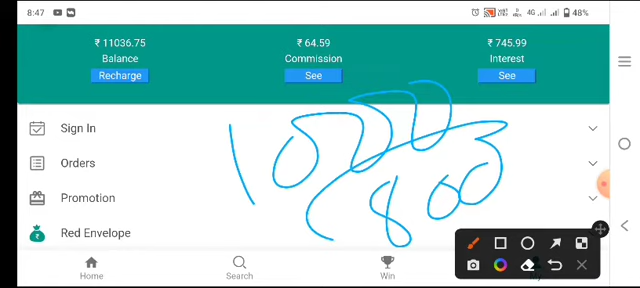 8:47 4G 48%
₹ 11036.75 ₹ 64.59 ₹ 745.99
Balance Commission Interest
Recharge See See
Sign In
Orders
Promotion
Red Envelope
Home Search Win